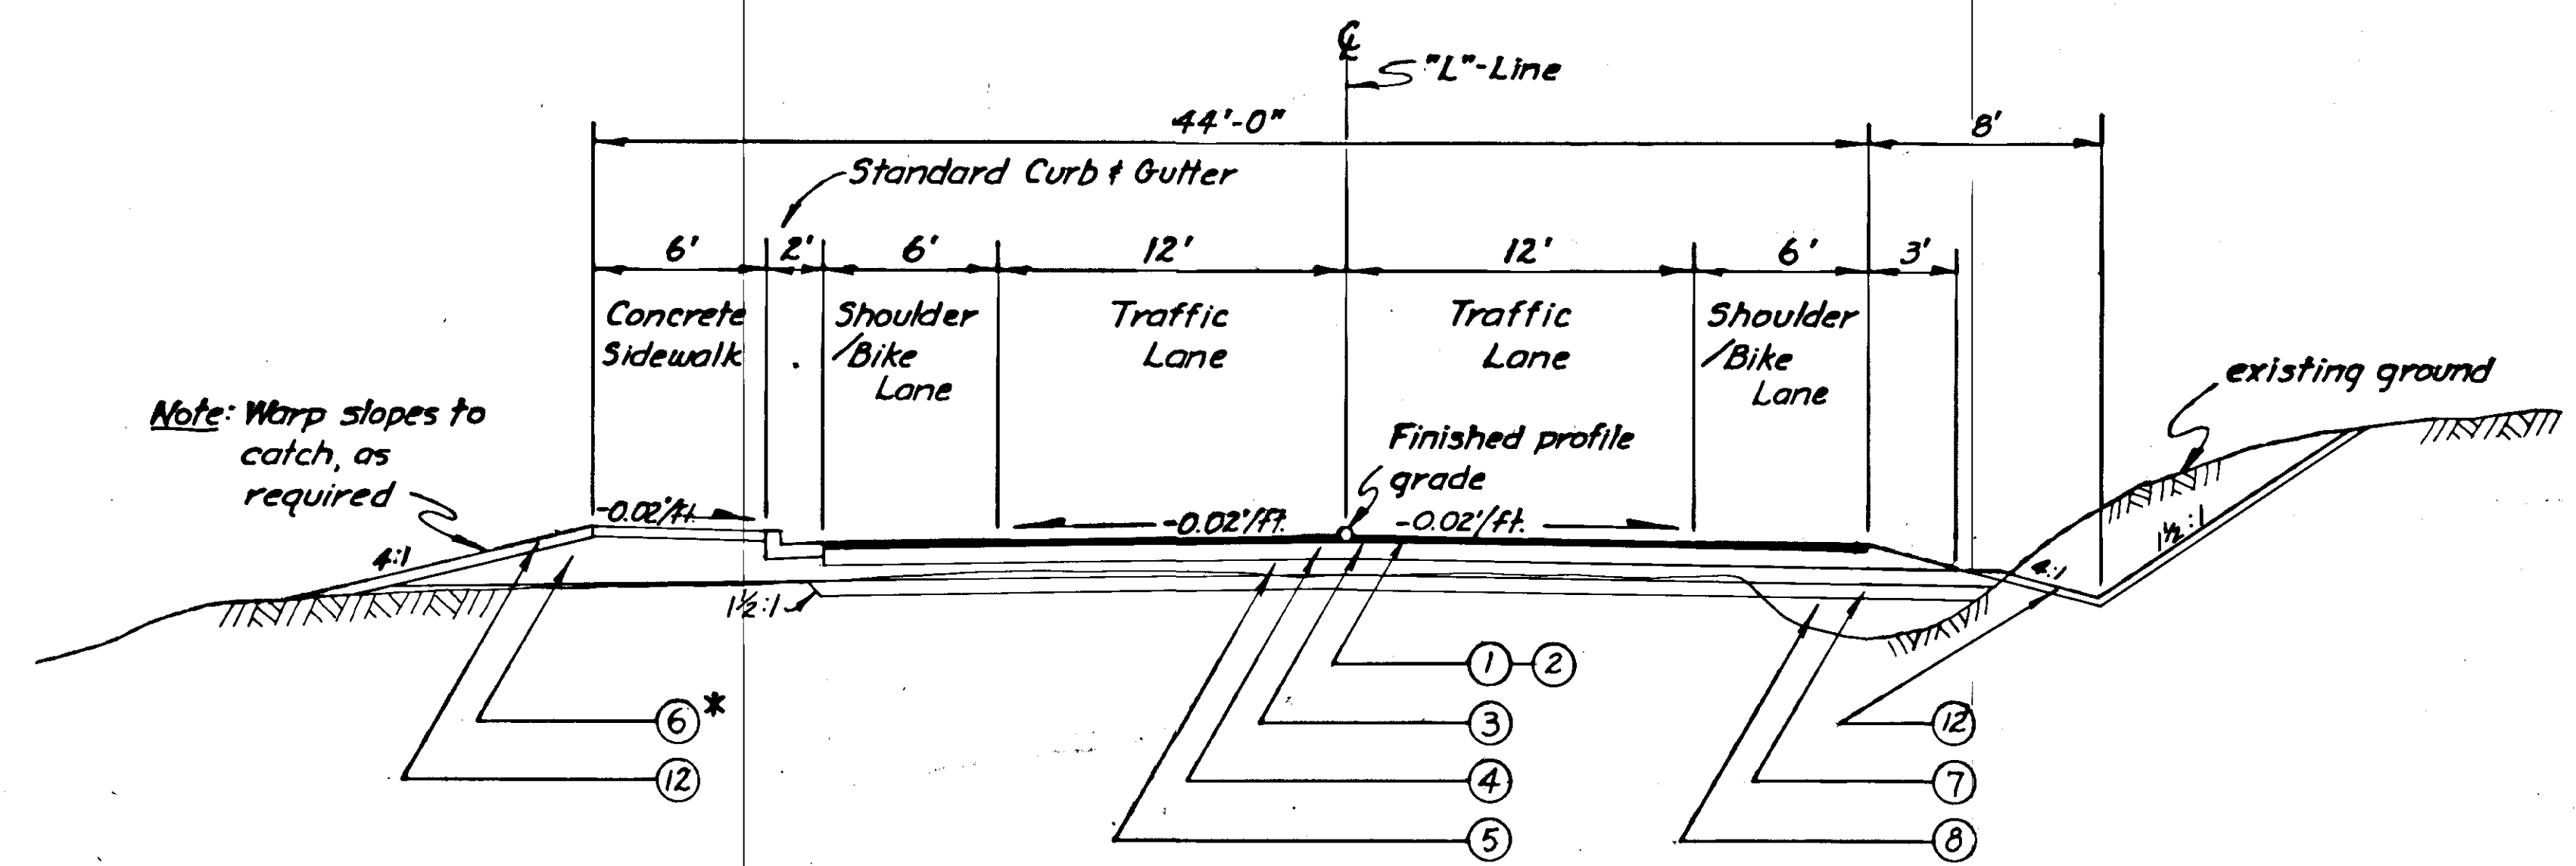 ℄
"L"-Line
44'-0"
8'
Standard Curb & Gutter
6'
2'
6'
12'
12'
6'
3'
Concrete
Sidewalk
Shoulder
/Bike
Lane
Traffic
Lane
Traffic
Lane
Shoulder
/Bike
Lane
existing ground
Note: Warp slopes to
catch, as
required
Finished profile
grade
-0.02'/ft.
-0.02'/ft.
-0.02'/ft.
4:1
1½:1
4:1
1½:1
1
2
6*
3
12
12
4
7
5
8